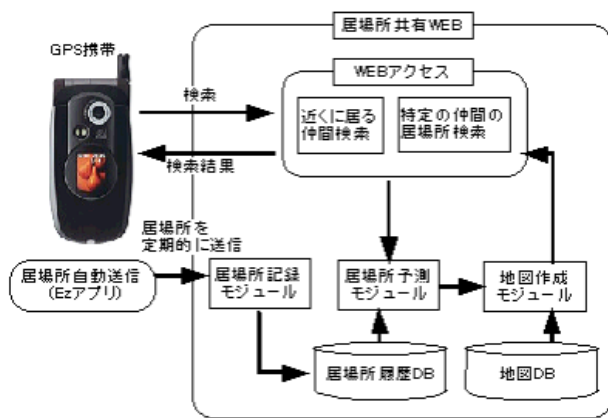 居場所共有WEB
GPS携帯
WEBアクセス
検索
近くに居る
仲間検索
特定の仲間の
居場所検索
検索結果
居場所を
定期的に送信
居場所自動送信
(Ezアプリ)
居場所記録
モジュール
居場所予測
モジュール
地図作成
モジュール
居場所履歴DB
地図DB